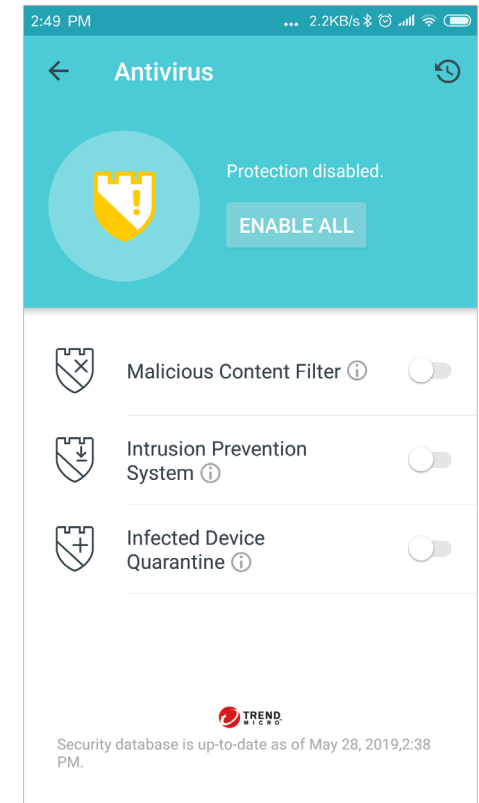 2:49 PM ... 2.2KB/s
Antivirus
Protection disabled.
ENABLE ALL
Malicious Content Filter
Intrusion Prevention
System
Infected Device
Quarantine
TREND
MICRO
Security database is up-to-date as of May 28, 2019,2:38
PM.